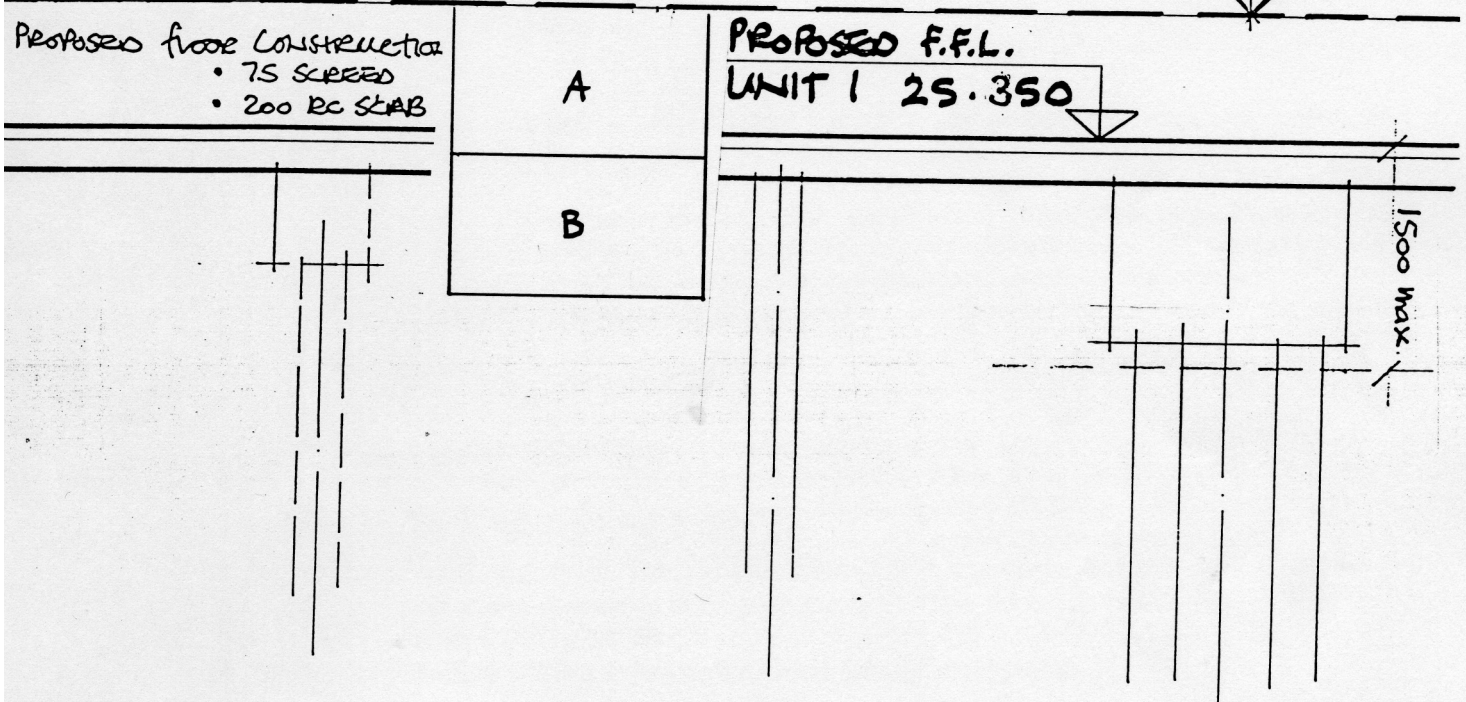 PROPOSED floor CONSTRUCTION
• 75 SCREED
• 200 RC SLAB
A
B
PROPOSED F.F.L.
UNIT 1 25.350
1500 max.